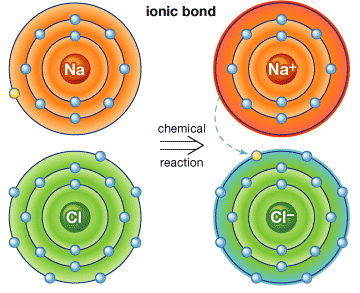 ionic bond
Na
Na⁺
chemical
reaction
Cl
Cl⁻